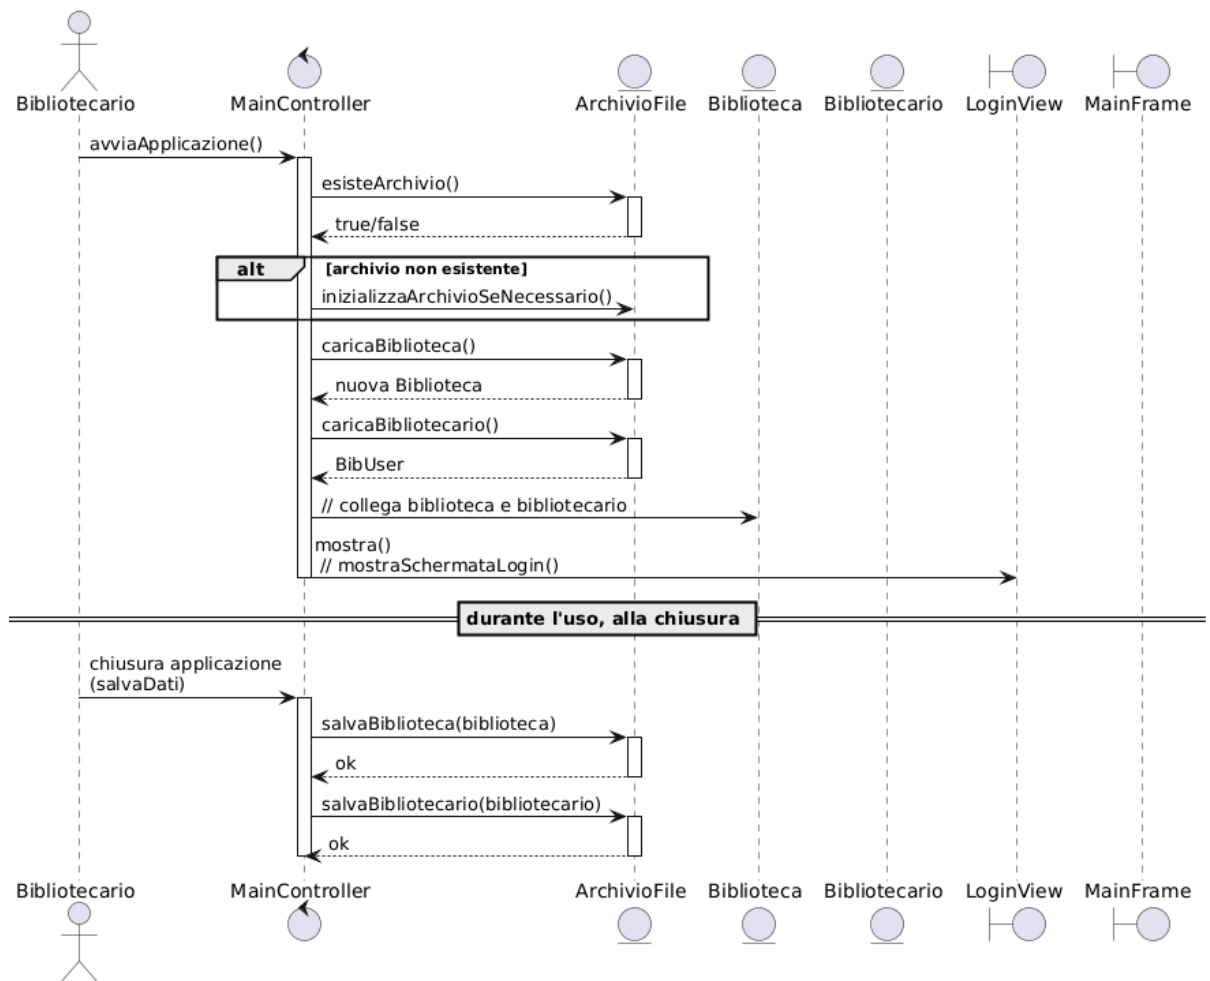 Bibliotecario
MainController
ArchivioFile
Biblioteca
Bibliotecario
LoginView
MainFrame
avviaApplicazione()
esisteArchivio()
true/false
alt
[archivio non esistente]
inizializzaArchivioSeNecessario()
caricaBiblioteca()
nuova Biblioteca
caricaBibliotecario()
BibUser
// collega biblioteca e bibliotecario
mostra()
// mostraSchermataLogin()
durante l'uso, alla chiusura
chiusura applicazione
(salvaDati)
salvaBiblioteca(biblioteca)
ok
salvaBibliotecario(bibliotecario)
ok
Bibliotecario
MainController
ArchivioFile
Biblioteca
Bibliotecario
LoginView
MainFrame